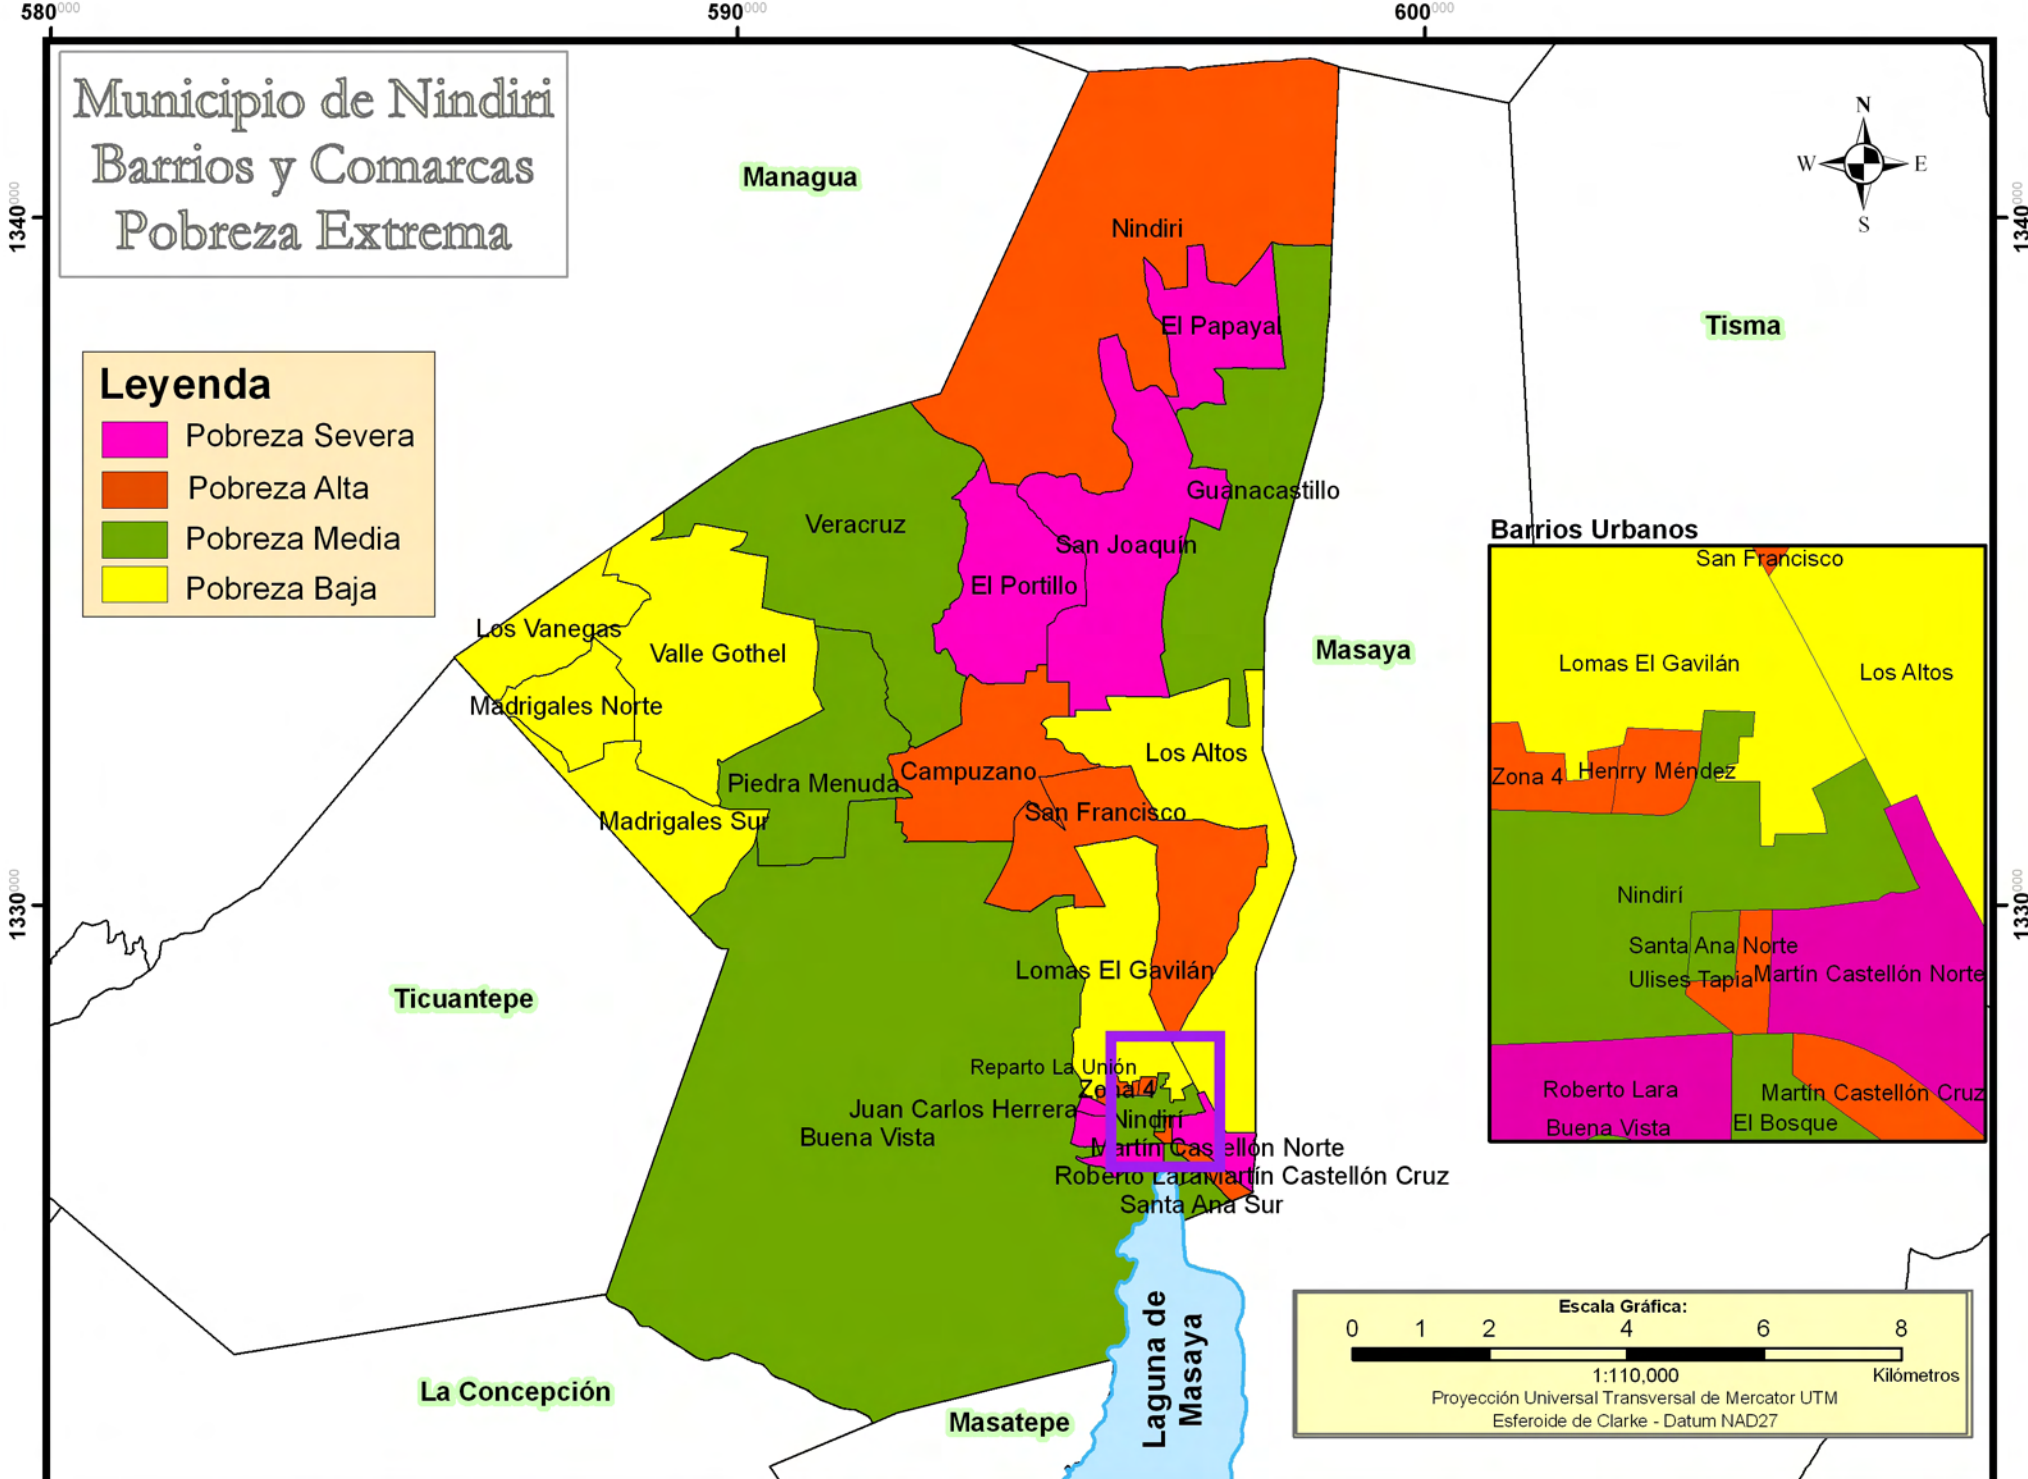 580000
590000
600000
Municipio de Nindiri
Barrios y Comarcas
Pobreza Extrema
N
W
E
S
Managua
1340000
1340000
Nindiri
El Papayal
Tisma
Leyenda
Pobreza Severa
Pobreza Alta
Pobreza Media
Pobreza Baja
Guanacastillo
Veracruz
San Joaquín
El Portillo
Los Vanegas
Valle Gothel
Masaya
Madrigales Norte
Los Altos
Campuzano
Piedra Menuda
San Francisco
Madrigales Sur
1330000
1330000
Lomas El Gavilán
Ticuantepe
Reparto La Unión
Zona 4
Juan Carlos Herrera
Nindirí
Buena Vista
Martín Castellón Norte
Roberto Lara
Martín Castellón Cruz
Santa Ana Sur
Barrios Urbanos
San Francisco
Lomas El Gavilán
Los Altos
Zona 4
Henrry Méndez
Nindirí
Santa Ana Norte
Ulises Tapia
Martín Castellón Norte
Roberto Lara
Martín Castellón Cruz
Buena Vista
El Bosque
La Concepción
Masatepe
Laguna de
Masaya
Escala Gráfica:
0 1 2 4 6 8
1:110,000
Kilómetros
Proyección Universal Transversal de Mercator UTM
Esferoide de Clarke - Datum NAD27